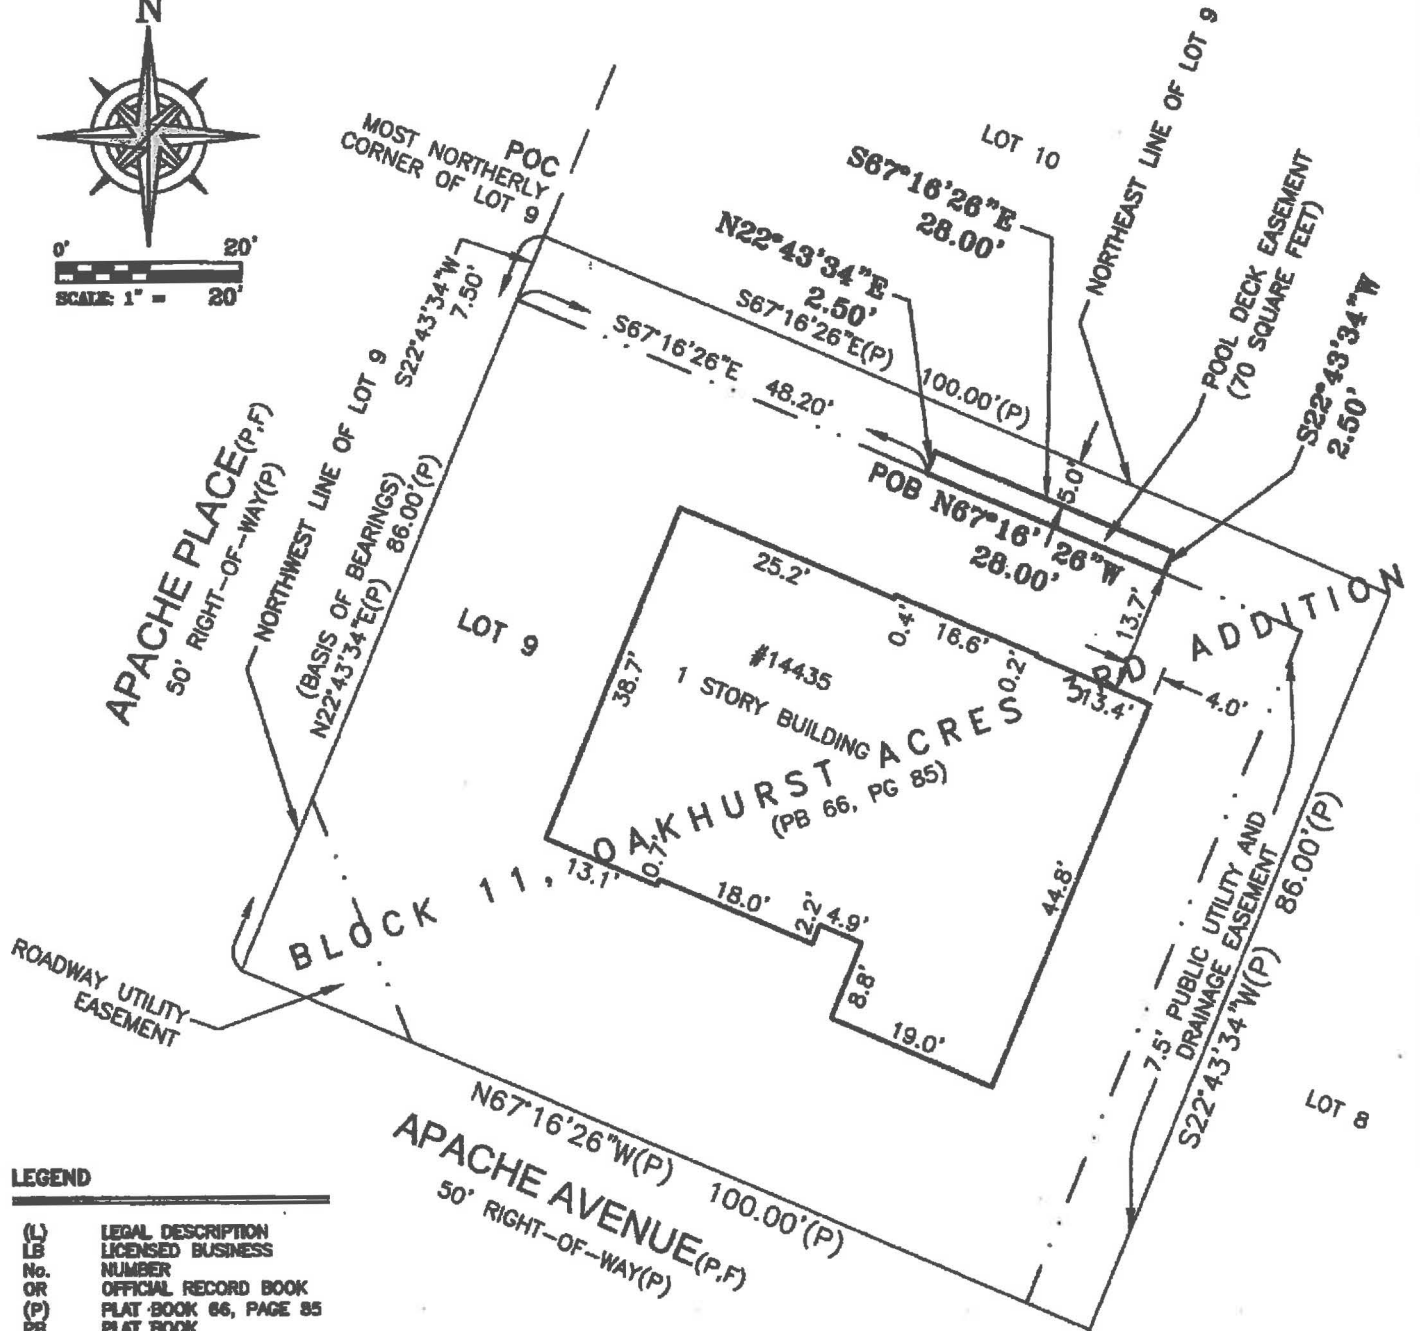 N
0' 20'
SCALE: 1" = 20'
MOST NORTHERLY
CORNER OF LOT 9
POC
LOT 10
NORTHEAST LINE OF LOT 9
S67°16'26"E
28.00'
N22°43'34"E
2.50'
POOL DECK EASEMENT
(70 SQUARE FEET)
S22°43'34"W
2.50'
S22°43'34"W
7.50'
S67°16'26"E(P) 100.00'(P)
S67°16'26"E 48.20'
5.0'
POB N67°16'26"W
28.00'
APACHE PLACE(P,F)
50' RIGHT-OF-WAY(P)
NORTHWEST LINE OF LOT 9
(BASIS OF BEARINGS)
N22°43'34"E(P) 86.00'(P)
LOT 9
25.2'
0.4'
16.6'
0.2'
13.4'
13.7'
4.0'
38.7'
#14435
1 STORY BUILDING
BLOCK 11, OAKHURST ACRES 3RD ADDITION
(PB 66, PG 85)
13.1'
0.7'
18.0'
2.2'
4.9'
8.8'
19.0'
44.8'
7.5' PUBLIC UTILITY AND
DRAINAGE EASEMENT
S22°43'34"W(P) 86.00'(P)
LOT 8
ROADWAY UTILITY
EASEMENT
N67°16'26"W(P) 100.00'(P)
APACHE AVENUE(P,F)
50' RIGHT-OF-WAY(P)
LEGEND
(L) LEGAL DESCRIPTION
LB LICENSED BUSINESS
No. NUMBER
OR OFFICIAL RECORD BOOK
(P) PLAT BOOK 66, PAGE 85
PB PLAT BOOK